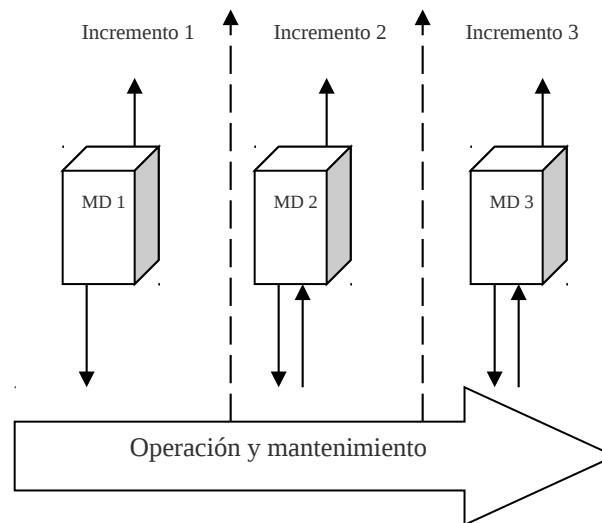 Incremento 1
Incremento 2
Incremento 3
MD 1
MD 2
MD 3
Operación y mantenimiento